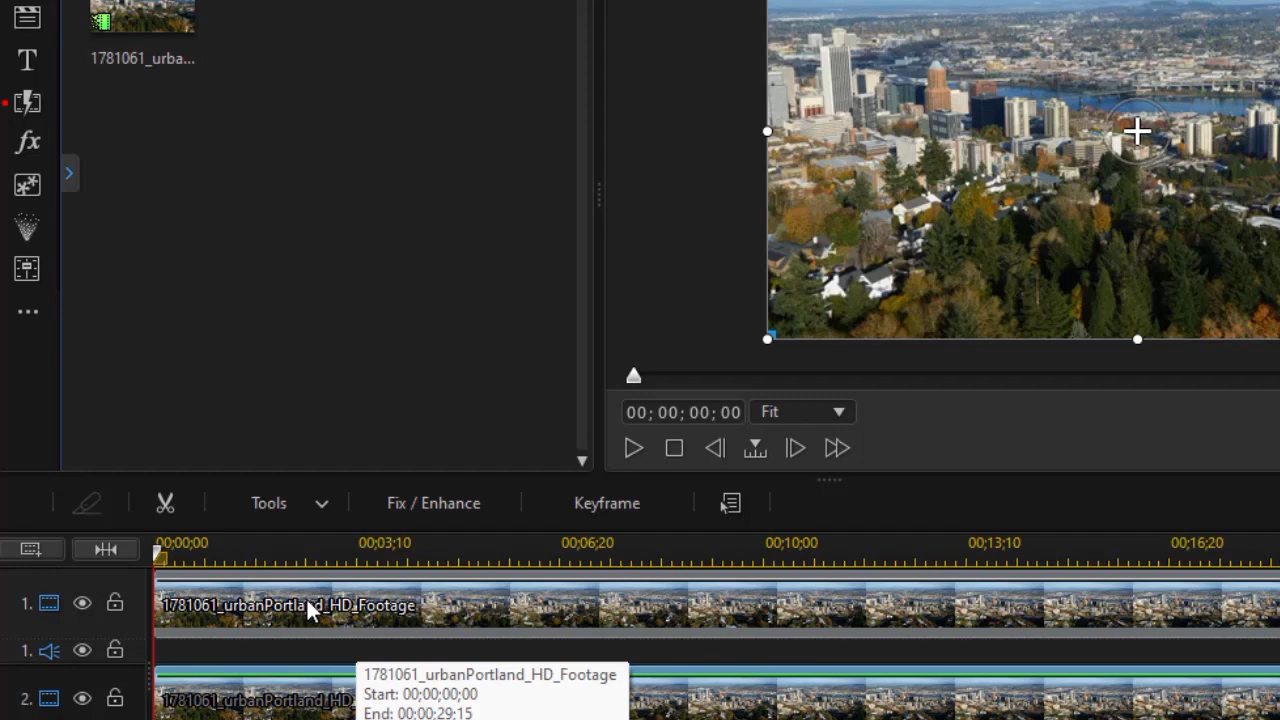 1781061_urba...
T
fx
00; 00; 00; 00 Fit
Tools Fix / Enhance Keyframe
00;00;00 00;03;10 00;06;20 00;10;00 00;13;10 00;16;20
1. 1781061_urbanPortland_HD_Footage
1.
1781061_urbanPortland_HD_Footage
Start: 00;00;00;00
End: 00:00:29:15
2. 1781061_urbanPortland_HD